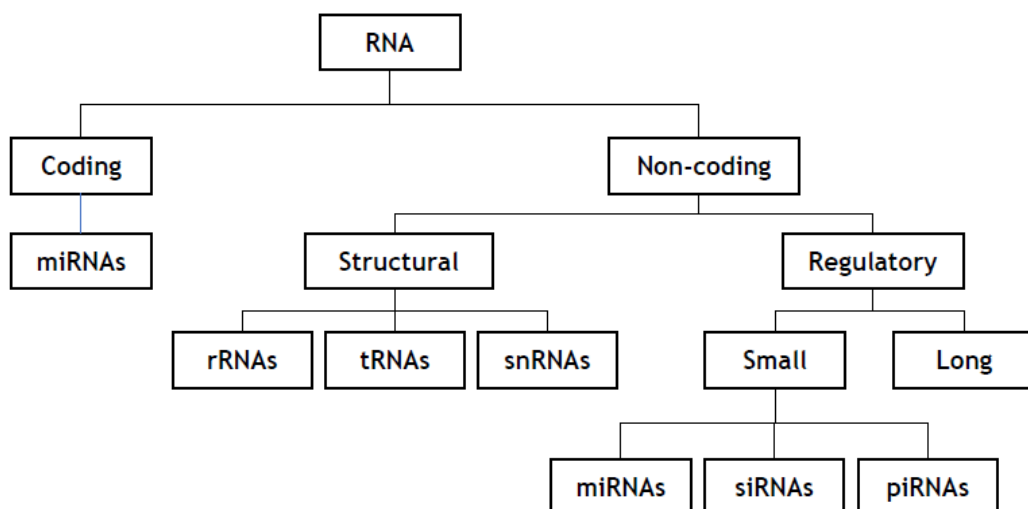 RNA
Coding
Non-coding
miRNAs
Structural
Regulatory
rRNAs
tRNAs
snRNAs
Small
Long
miRNAs
siRNAs
piRNAs